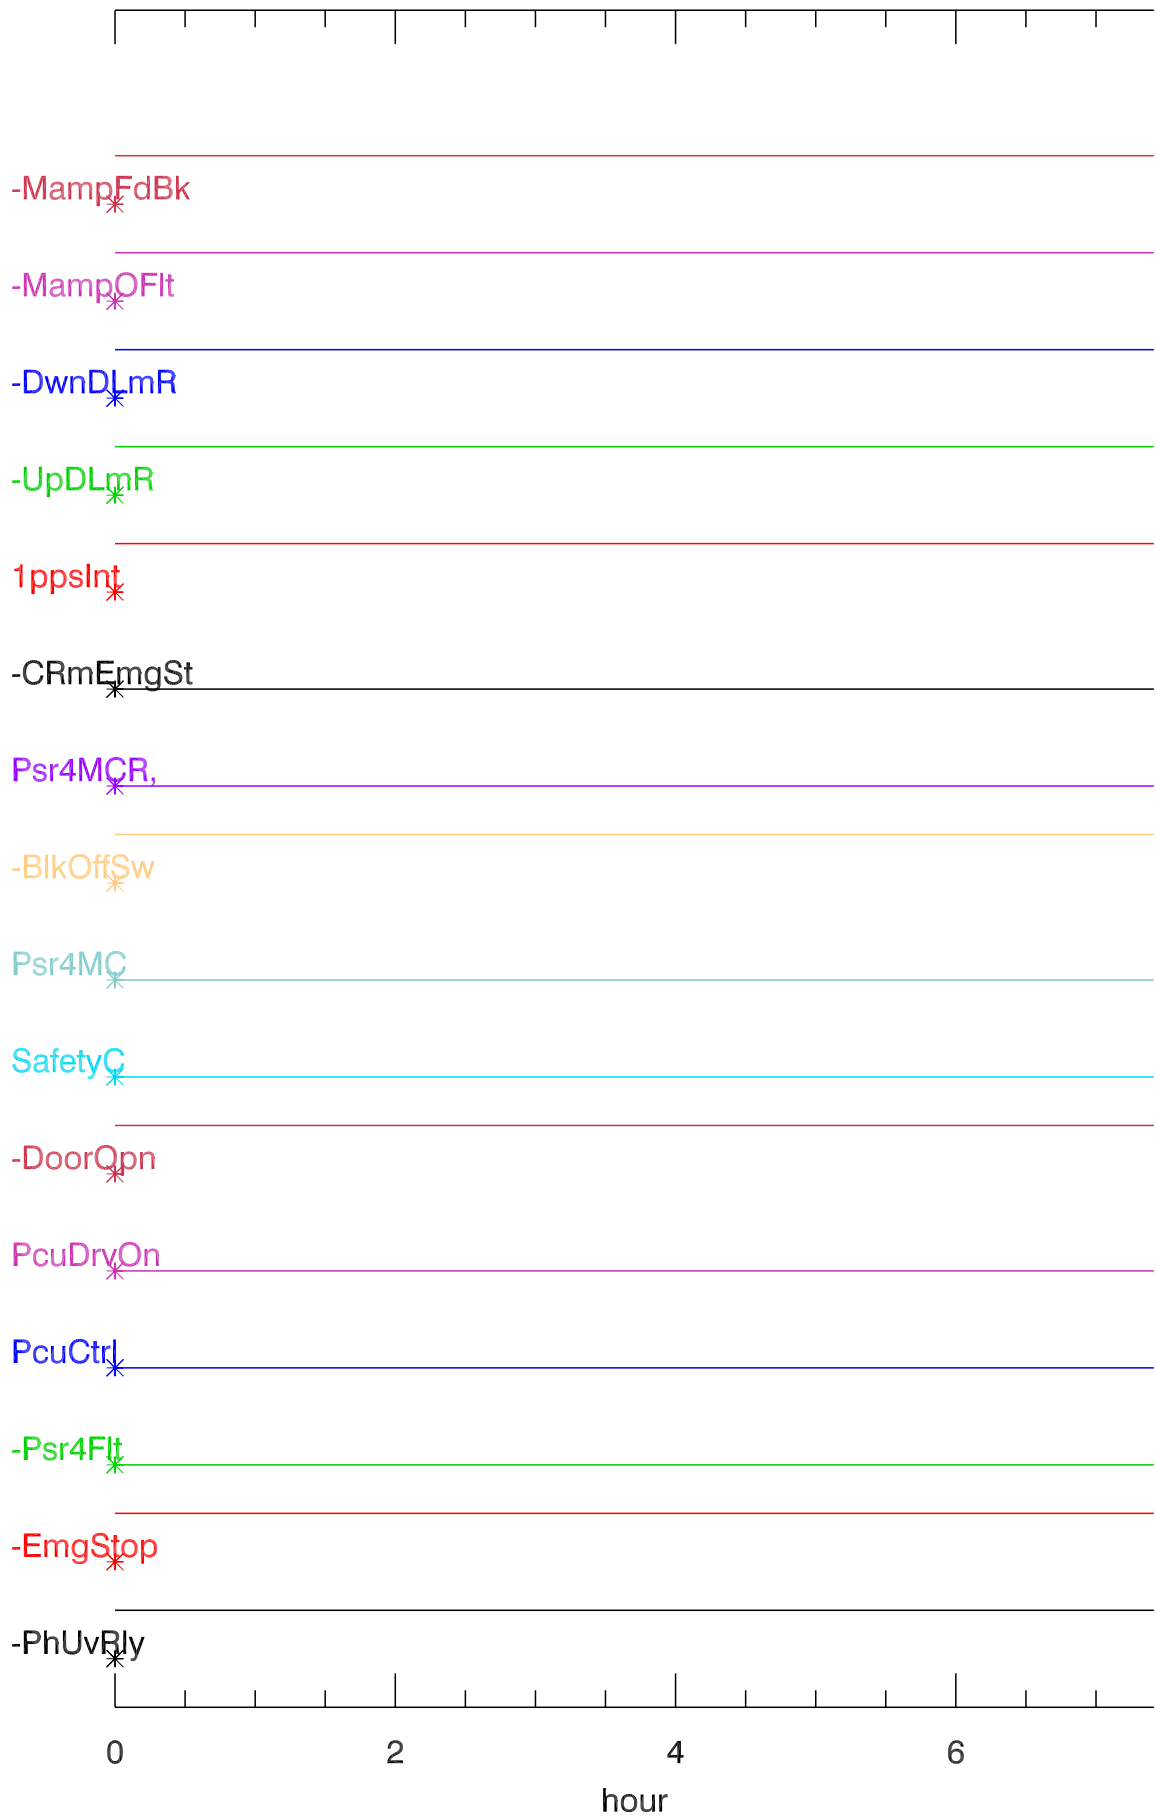 -MampFdBk
-MampOFlt
-DwnDLmR
-UpDLmR
1ppsInt
-CRmEmgSt
Psr4MCR,
-BlkOffSw
Psr4MC
SafetyC
-DoorOpn
PcuDrvOn
PcuCtrl
-Psr4Flt
-EmgStop
-PhUvRly
0 2 4 6
hour